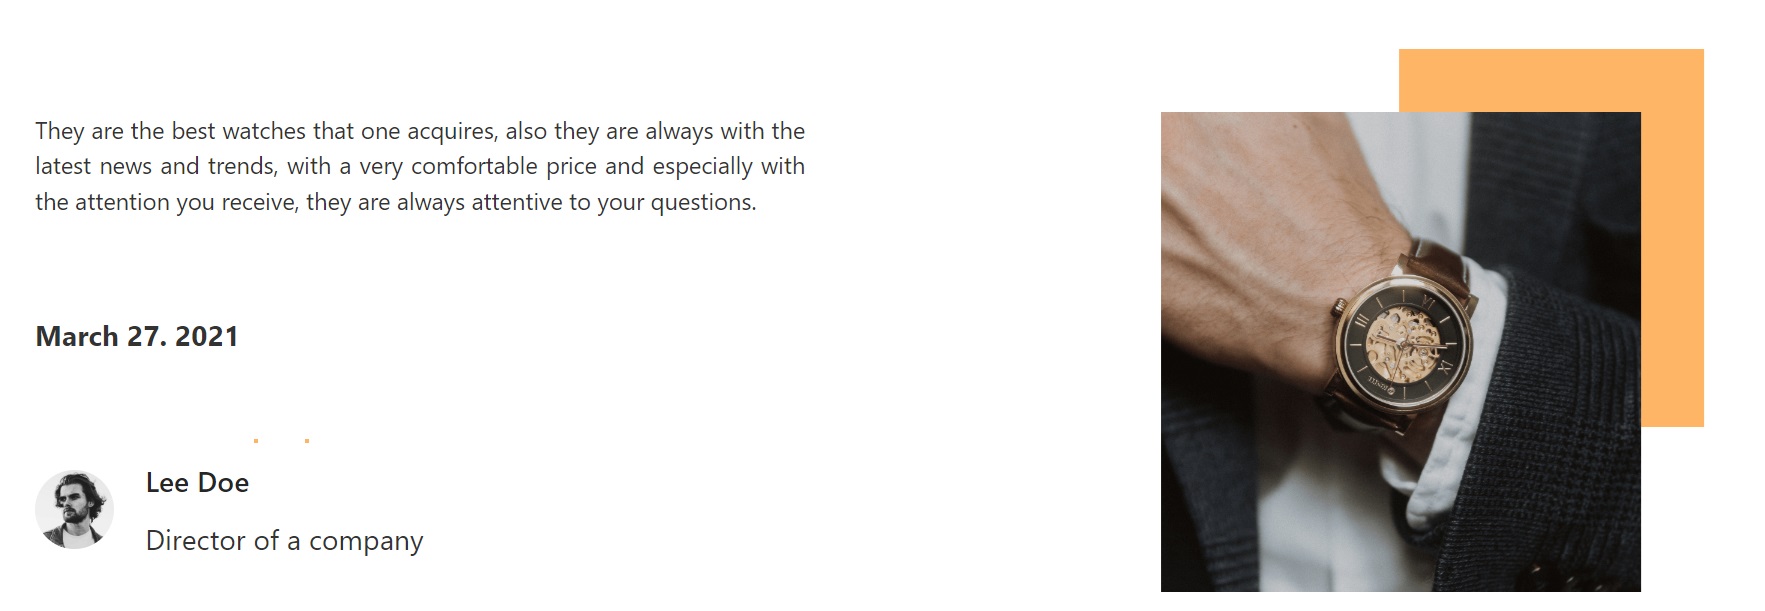 They are the best watches that one acquires, also they are always with the
latest news and trends, with a very comfortable price and especially with
the attention you receive, they are always attentive to your questions.
March 27. 2021
Lee Doe
Director of a company